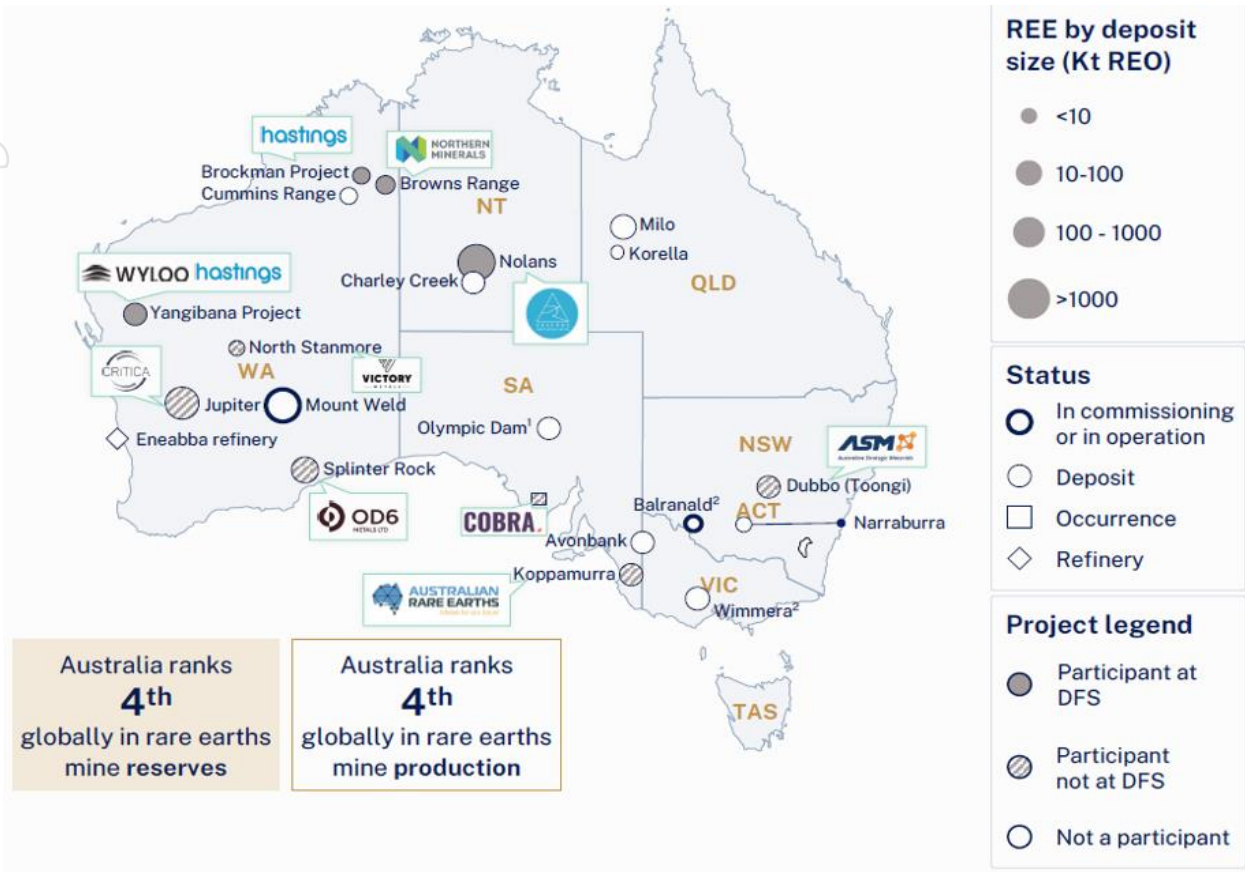 hastings
NORTHERN
MINERALS
Brockman Project
Cummins Range
Browns Range
NT
Milo
Korella
WYLOO hastings
Nolans
Charley Creek
QLD
Yangibana Project
North Stanmore
CRITICA
WA
VICTORY
METALS
SA
Jupiter
Mount Weld
Olympic Dam¹
Eneabba refinery
NSW
ASM
Australian Strategic Materials
Splinter Rock
Dubbo (Toongi)
OD6
METALS LTD
COBRA.
Balranald²
ACT
Narraburra
Avonbank
Koppamurra
AUSTRALIAN
RARE EARTHS
VIC
Wimmera²
TAS
Australia ranks
4th
globally in rare earths
mine reserves
Australia ranks
4th
globally in rare earths
mine production
REE by deposit
size (Kt REO)
<10
10-100
100 - 1000
>1000
Status
In commissioning
or in operation
Deposit
Occurrence
Refinery
Project legend
Participant at
DFS
Participant
not at DFS
Not a participant